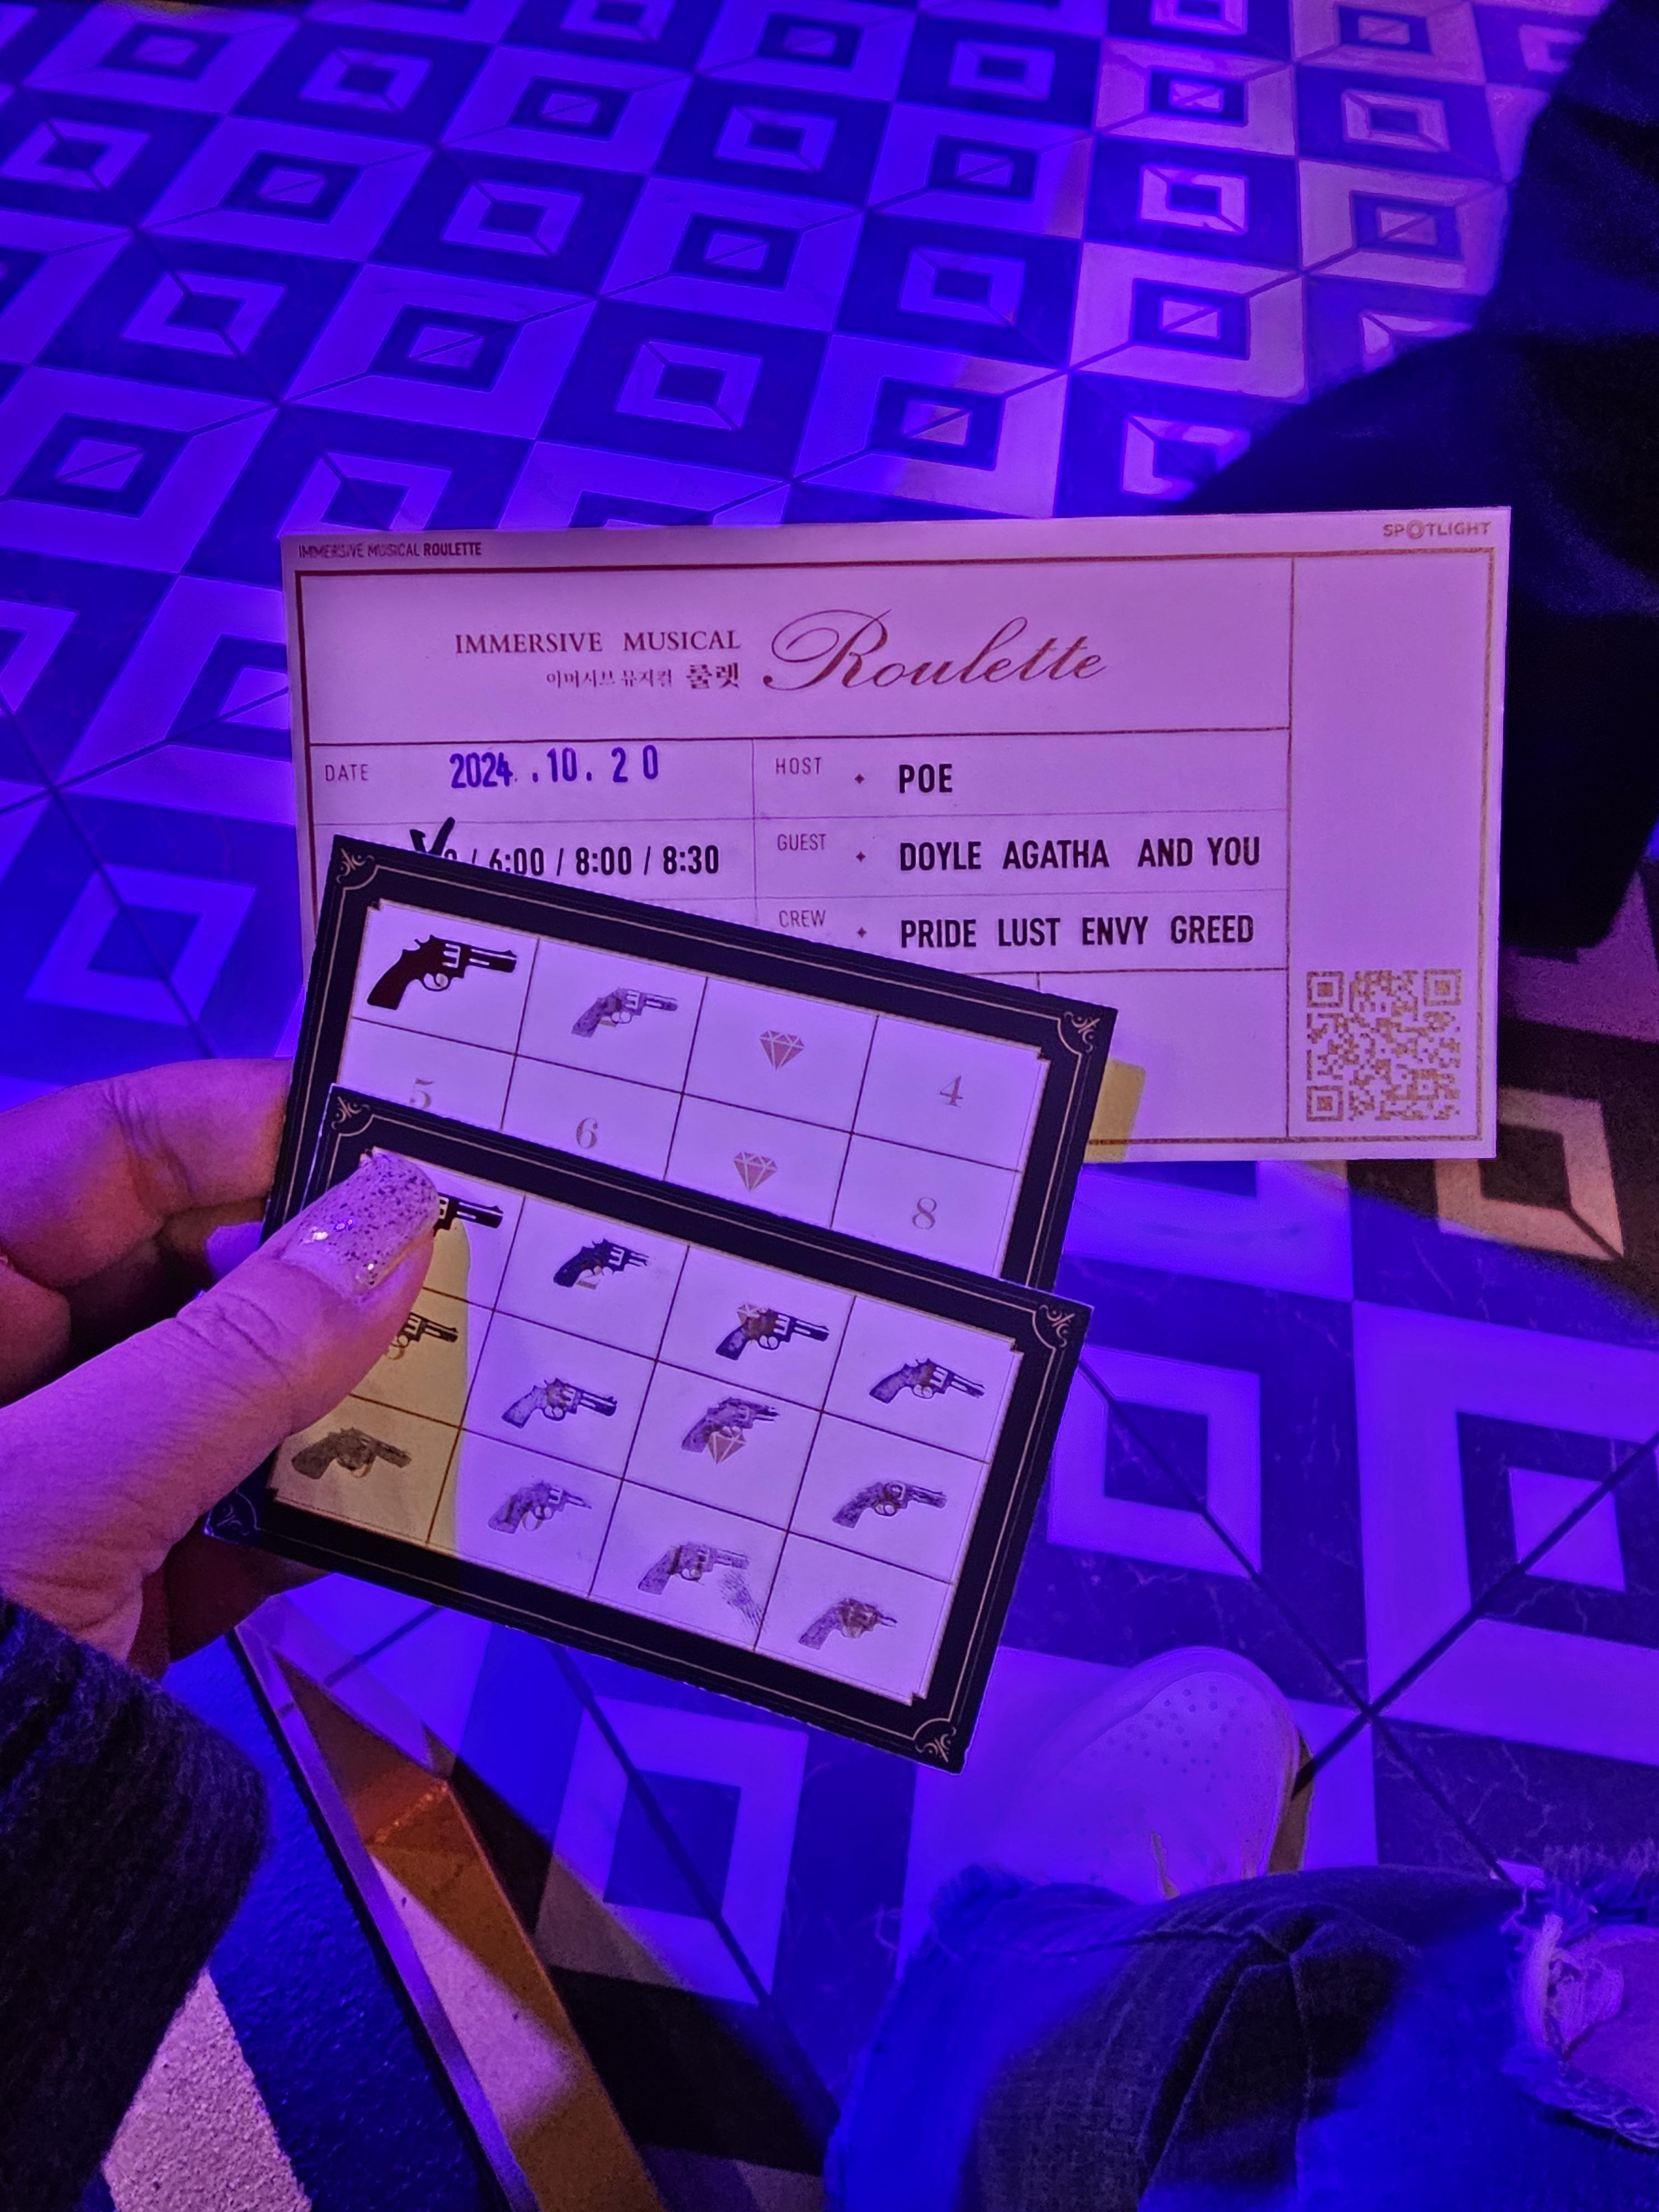 IMMERSIVE MUSICAL ROULETTE
SPOTLIGHT
IMMERSIVE MUSICAL
이머시브 뮤지컬 룰렛
Roulette
DATE 2024. .10. 20
HOST POE
/ 6:00 / 8:00 / 8:30
GUEST DOYLE AGATHA AND YOU
CREW PRIDE LUST ENVY GREED
4
5
6
8
2